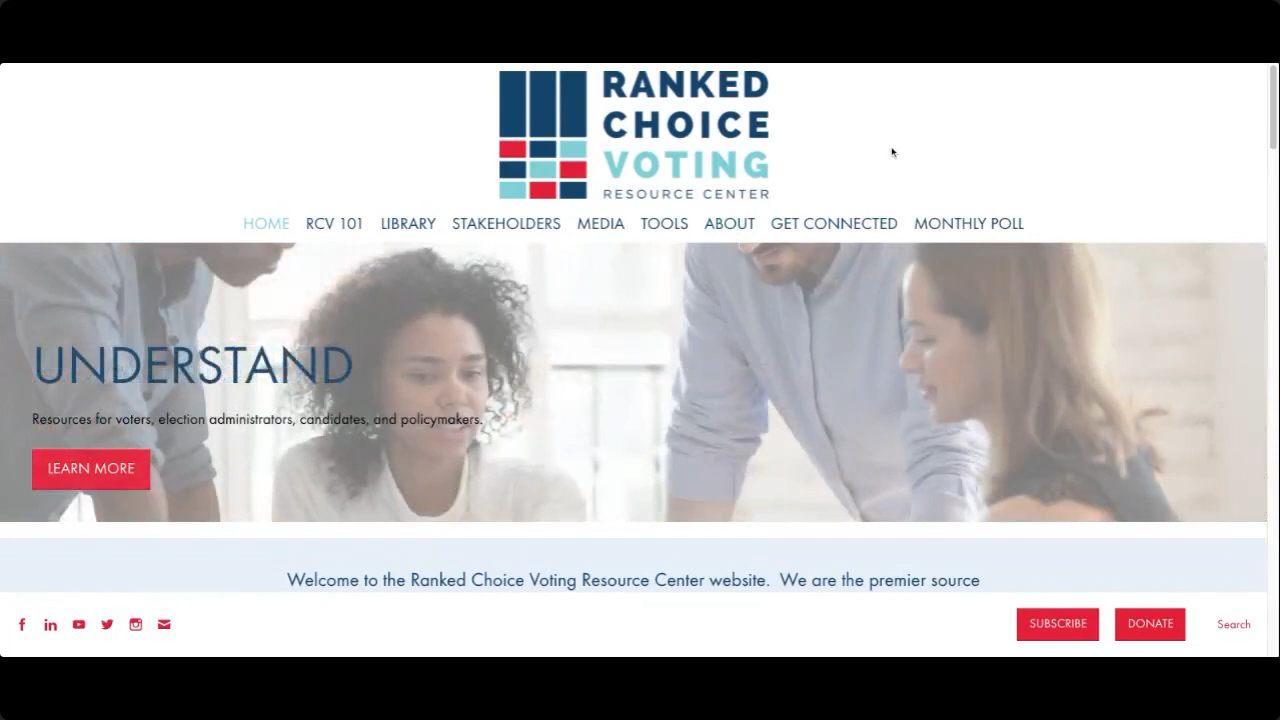 RANKED
CHOICE
VOTING
RESOURCE CENTER
HOME RCV 101 LIBRARY STAKEHOLDERS MEDIA TOOLS ABOUT GET CONNECTED MONTHLY POLL
UNDERSTAND
Resources for voters, election administrators, candidates, and policymakers.
LEARN MORE
Welcome to the Ranked Choice Voting Resource Center website. We are the premier source
SUBSCRIBE DONATE Search